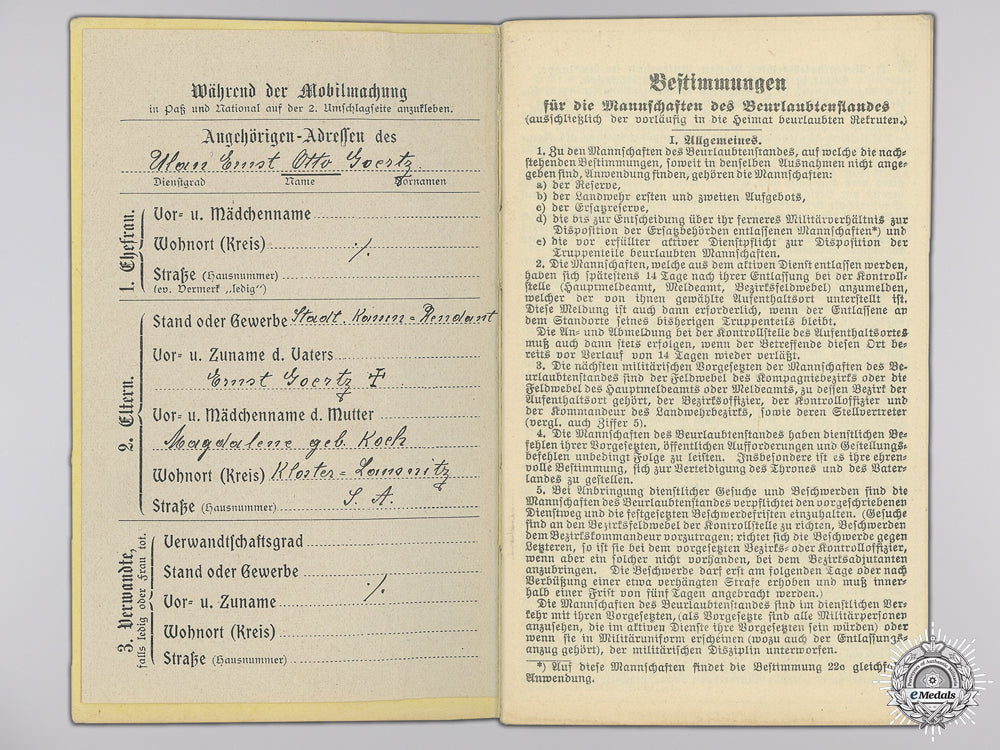 Während der Mobilmachung
in Paß und National auf der 2. Umschlagseite anzukleben.
Angehörigen-Adressen des
Ulan Ernst Otto Goertz
Dienstgrad Name Vornamen
1. Ehefrau.
Vor- u. Mädchenname
Wohnort (Kreis) ./.
Straße (Hausnummer)
(ev. Vermerk „ledig“)
2. Eltern.
Stand oder Gewerbe Stadt. Kassen=Rendant
Vor- u. Zuname d. Vaters
Ernst Goertz †
Vor- u. Mädchenname d. Mutter
Magdalene geb. Koch
Wohnort (Kreis) Kloster=Lausnitz
Straße (Hausnummer) S. A.
3. Verwandte,
falls ledig oder Frau tot.
Verwandtschaftsgrad
Stand oder Gewerbe
Vor- u. Zuname ./.
Wohnort (Kreis)
Straße (Hausnummer)
Bestimmungen
für die Mannschaften des Beurlaubtenstandes
(ausschließlich der vorläufig in die Heimat beurlaubten Rekruten.)
I. Allgemeines.
1. Zu den Mannschaften des Beurlaubtenstandes, auf welche die nach-
stehenden Bestimmungen, soweit in denselben Ausnahmen nicht ange-
geben sind, Anwendung finden, gehören die Mannschaften:
a) der Reserve,
b) der Landwehr ersten und zweiten Aufgebots,
c) der Ersatzreserve,
d) die bis zur Entscheidung über ihr ferneres Militärverhältnis zur
Disposition der Ersatzbehörden entlassenen Mannschaften*) und
e) die vor erfüllter aktiver Dienstpflicht zur Disposition der
Truppenteile beurlaubten Mannschaften.
2. Die Mannschaften, welche aus dem aktiven Dienst entlassen werden,
haben sich spätestens 14 Tage nach ihrer Entlassung bei der Kontroll-
stelle (Hauptmeldeamt, Meldeamt, Bezirksfeldwebel) anzumelden,
welcher der von ihnen gewählte Aufenthaltsort unterstellt ist.
Diese Meldung ist auch dann erforderlich, wenn der Entlassene an
dem Standorte seines bisherigen Truppenteils bleibt.
Die An- und Abmeldung bei der Kontrollstelle des Aufenthaltsortes
muß auch dann stets erfolgen, wenn der Betreffende diesen Ort be-
reits vor Verlauf von 14 Tagen wieder verläßt.
3. Die nächsten militärischen Vorgesetzten der Mannschaften des Be-
urlaubtenstandes sind der Feldwebel des Kompagniebezirks oder die
Feldwebel des Hauptmeldeamts oder Meldeamts, zu dessen Bezirk der
Aufenthaltsort gehört, der Bezirksoffizier, der Kontrolloffizier und
der Kommandeur des Landwehrbezirks, sowie deren Stellvertreter
(vergl. auch Ziffer 5).
4. Die Mannschaften des Beurlaubtenstandes haben dienstlichen Be-
fehlen ihrer Vorgesetzten, öffentlichen Aufforderungen und Gestellungs-
befehlen unbedingt Folge zu leisten. Insbesondere ist es ihre ehren-
volle Bestimmung, sich zur Verteidigung des Thrones und des Vater-
landes zu gestellen.
5. Bei Anbringung dienstlicher Gesuche und Beschwerden sind die
Mannschaften des Beurlaubtenstandes verpflichtet den vorgeschriebenen
Dienstweg und die festgesetzten Beschwerdefristen einzuhalten. (Gesuche
sind an den Bezirksfeldwebel der Kontrollstelle zu richten, Beschwerden
dem Bezirkskommandeur vorzutragen; richtet sich die Beschwerde gegen
Letzteren, so ist sie bei dem vorgesetzten Bezirks- oder Kontrolloffizier,
wenn aber ein solcher nicht vorhanden, bei dem Bezirksadjutanten
anzubringen. Die Beschwerde darf erst am folgenden Tage oder nach
Verbüßung einer etwa verhängten Strafe erhoben und muß inner-
halb einer Frist von fünf Tagen angebracht werden.)
Die Mannschaften des Beurlaubtenstandes sind im dienstlichen Ver-
kehr mit ihren Vorgesetzten, (als Vorgesetzte sind alle Militärpersonen
anzusehen, die im aktiven Dienste ihre Vorgesetzten sein würden) oder
wenn sie in Militäruniform erscheinen (wozu auch der Entlassungs-
anzug gehört), der militärischen Disziplin unterworfen.
*) Auf diese Mannschaften findet die Bestimmung 22o gleichfa
Anwendung.
eMedals